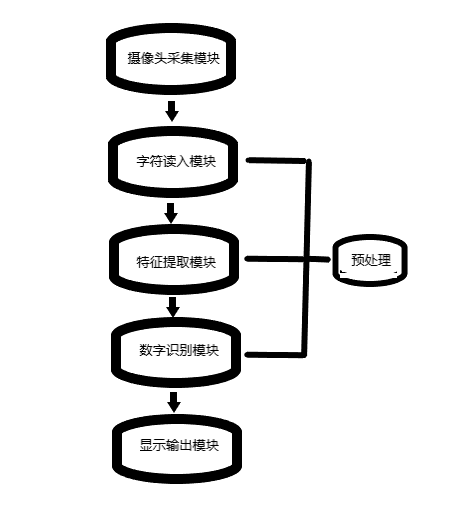 摄像头采集模块
字符读入模块
特征提取模块
预处理
数字识别模块
显示输出模块